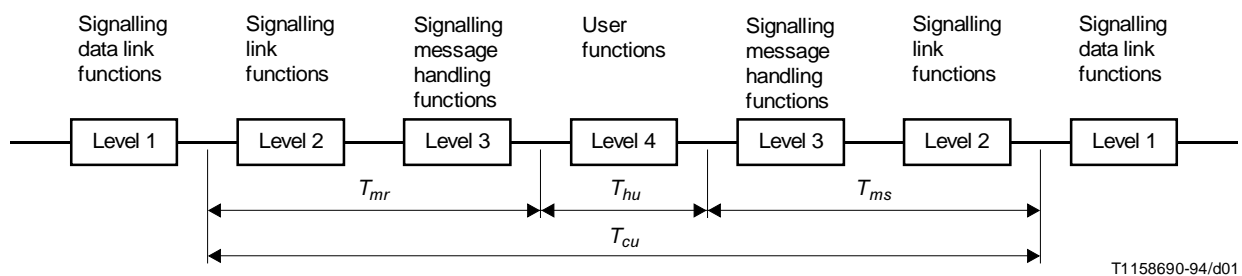 Signalling
data link
functions
Signalling
link
functions
Signalling
message
handling
functions
User
functions
Signalling
message
handling
functions
Signalling
link
functions
Signalling
data link
functions
Level 1
Level 2
Level 3
Level 4
Level 3
Level 2
Level 1
Tmr
Thu
Tms
Tcu
T1158690-94/d01